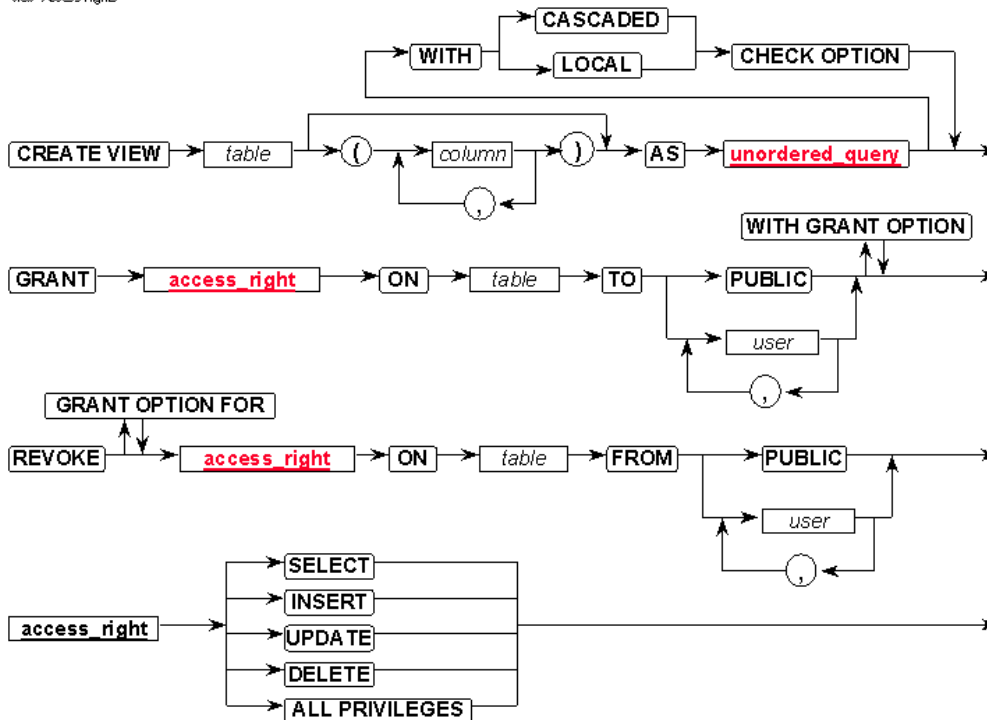 CASCADED
WITH LOCAL CHECK OPTION
CREATE VIEW table ( column ) AS unordered_query
,
WITH GRANT OPTION
GRANT access_right ON table TO PUBLIC
user
,
GRANT OPTION FOR
REVOKE access_right ON table FROM PUBLIC
user
,
SELECT
INSERT
access_right UPDATE
DELETE
ALL PRIVILEGES